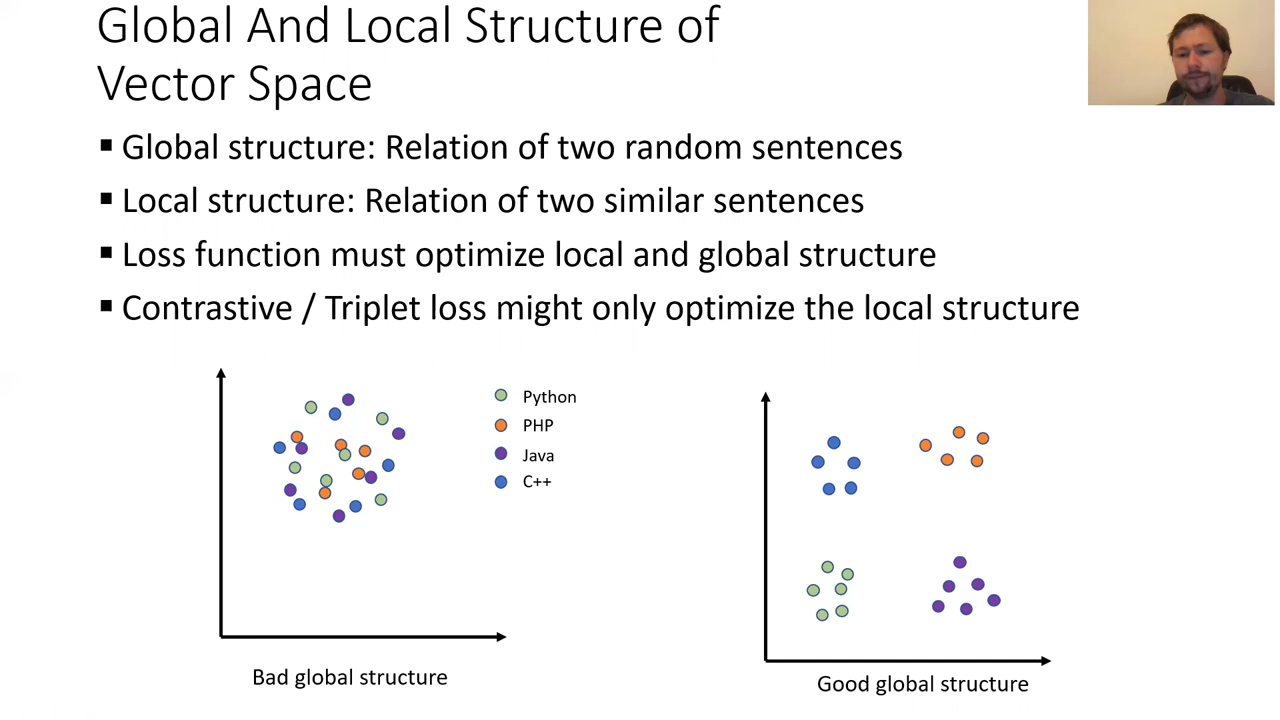 Global And Local Structure of
Vector Space
▪ Global structure: Relation of two random sentences
▪ Local structure: Relation of two similar sentences
▪ Loss function must optimize local and global structure
▪ Contrastive / Triplet loss might only optimize the local structure
Python
PHP
Java
C++
Bad global structure
Good global structure